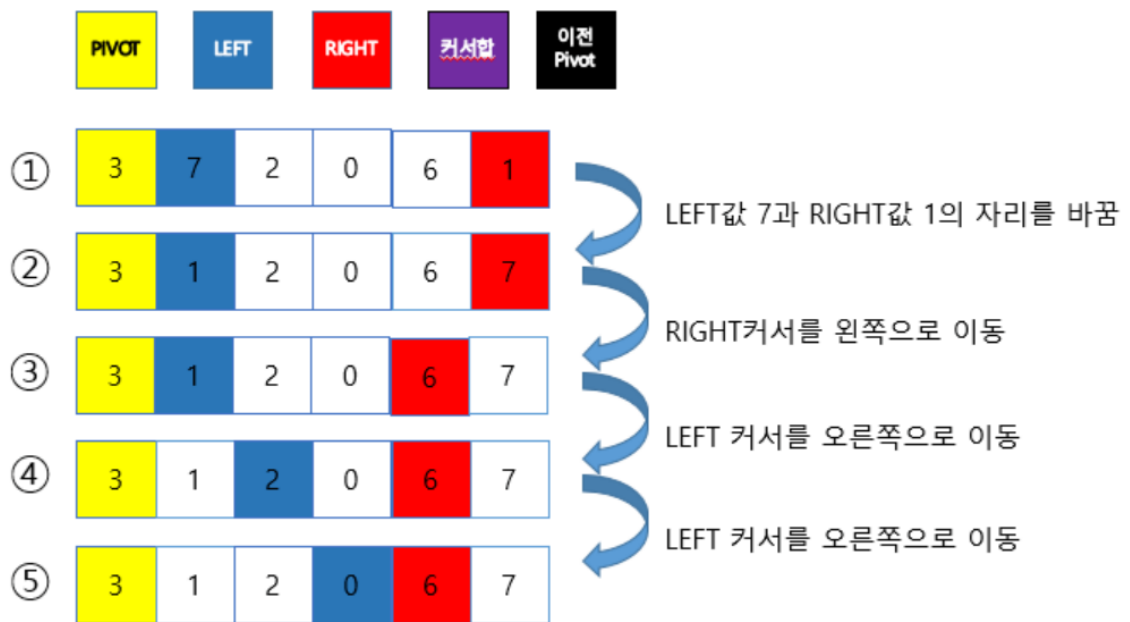 PIVOT LEFT RIGHT 커서합 이전
Pivot
① 3 7 2 0 6 1
LEFT값 7과 RIGHT값 1의 자리를 바꿈
② 3 1 2 0 6 7
RIGHT커서를 왼쪽으로 이동
③ 3 1 2 0 6 7
LEFT 커서를 오른쪽으로 이동
④ 3 1 2 0 6 7
LEFT 커서를 오른쪽으로 이동
⑤ 3 1 2 0 6 7